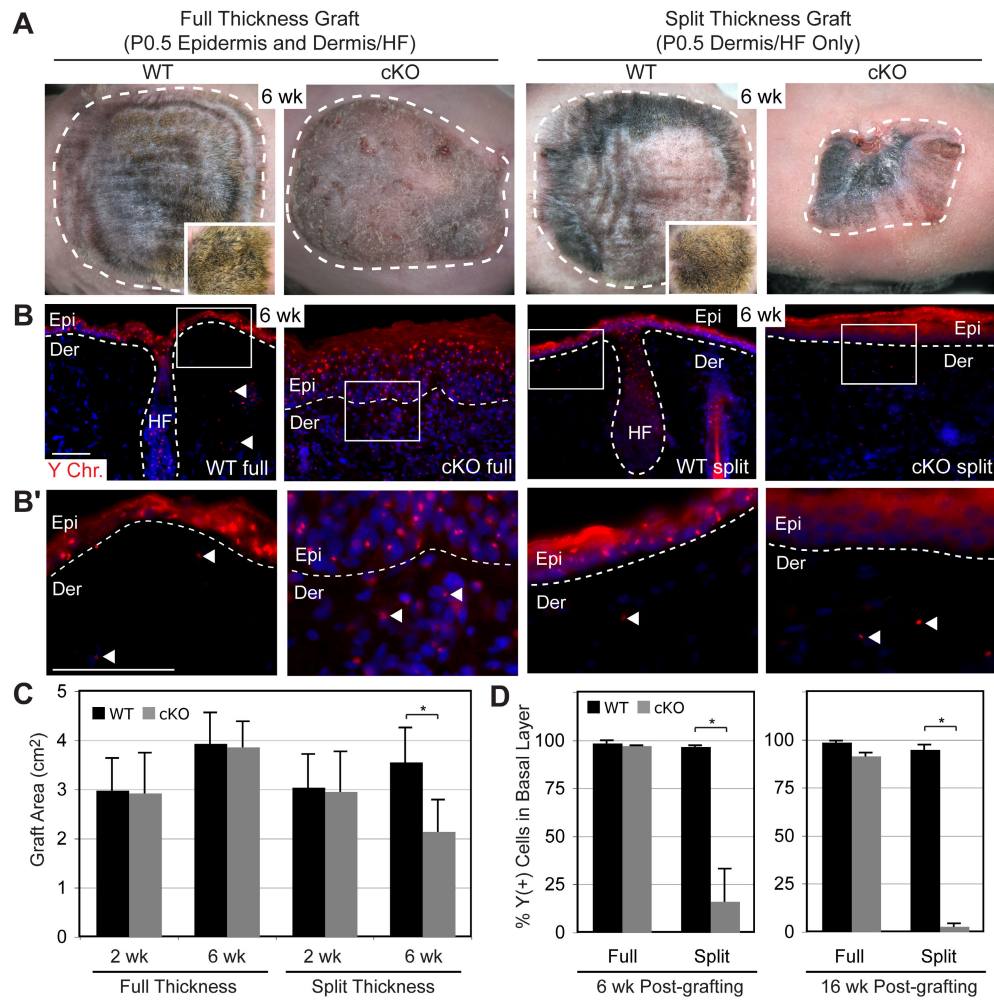 A
Full Thickness Graft
(P0.5 Epidermis and Dermis/HF)
Split Thickness Graft
(P0.5 Dermis/HF Only)
WT
cKO
WT
cKO
6 wk
6 wk
B
6 wk
6 wk
Epi
Der
HF
Y Chr.
WT full
Epi
Der
cKO full
Epi
Der
HF
WT split
Epi
Der
cKO split
B'
Epi
Der
Epi
Der
Epi
Der
Epi
Der
C
Graft Area (cm2)
5
4
3
2
1
0
WT cKO
*
2 wk 6 wk 2 wk 6 wk
Full Thickness Split Thickness
D
% Y(+) Cells in Basal Layer
WT cKO
*
100
75
50
25
0
Full Split
6 wk Post-grafting
WT cKO
*
100
75
50
25
0
Full Split
16 wk Post-grafting